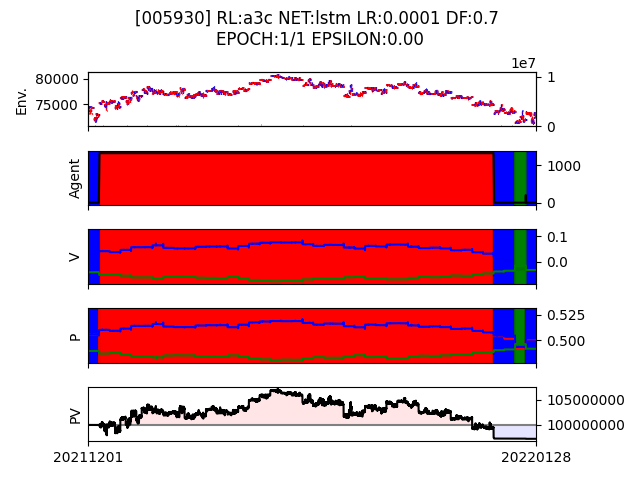 [005930] RL:a3c NET:lstm LR:0.0001 DF:0.7
EPOCH:1/1 EPSILON:0.00
1e7
Env.
80000
75000
1
0
Agent
1000
0
V
0.1
0.0
P
0.525
0.500
PV
105000000
100000000
20211201
20220128